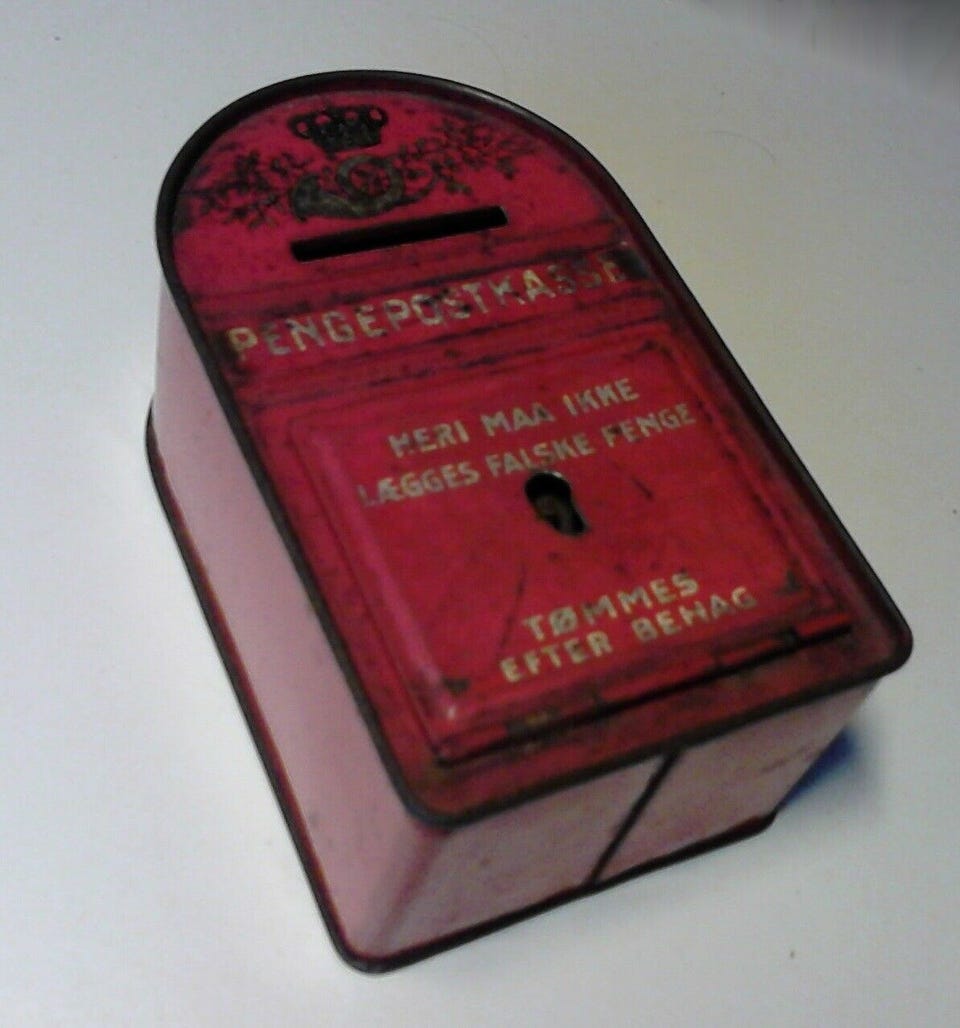 PENGEPOSTKASSE
HERI MAA IKKE
LÆGGES FALSKE PENGE
TØMMES
EFTER BEHAG